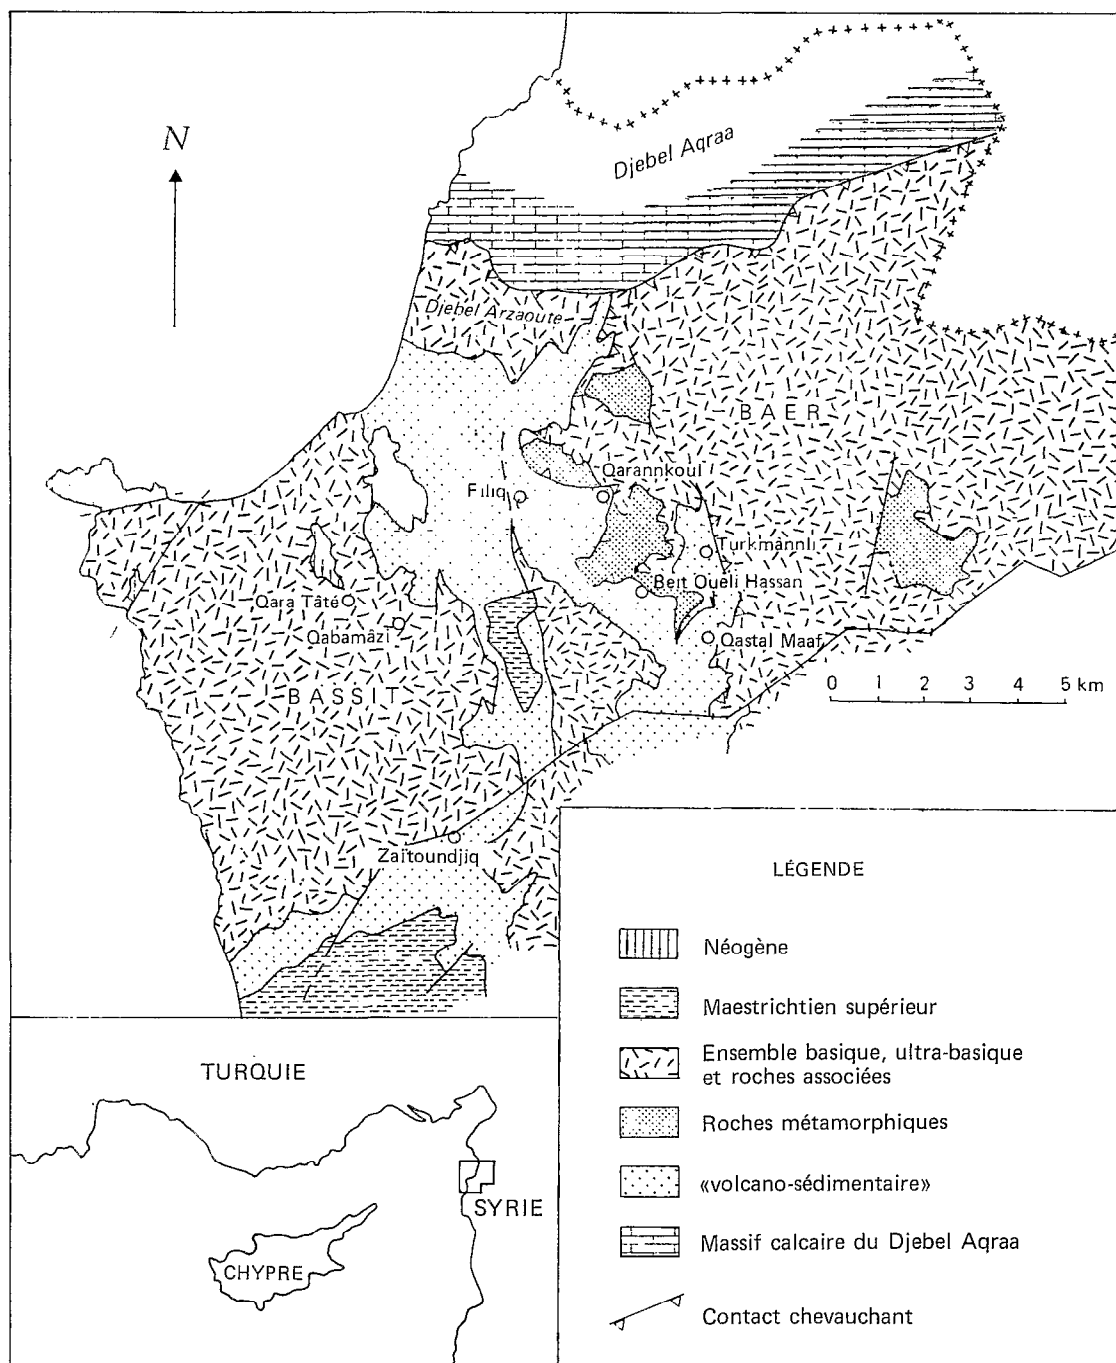 N
Djebel Aqraa
Djebel Arzaoute
BAER
Qarannkoul
Filiq
Turkmânnli
Beit Oueli Hassan
Qara Tâté
Qabamâzi
Qastal Maaf
BASSIT
0 1 2 3 4 5 km
Zaïtoundjiq
LÉGENDE
Néogène
Maestrichtien supérieur
Ensemble basique, ultra-basique
et roches associées
Roches métamorphiques
«volcano-sédimentaire»
Massif calcaire du Djebel Aqraa
Contact chevauchant
TURQUIE
SYRIE
CHYPRE